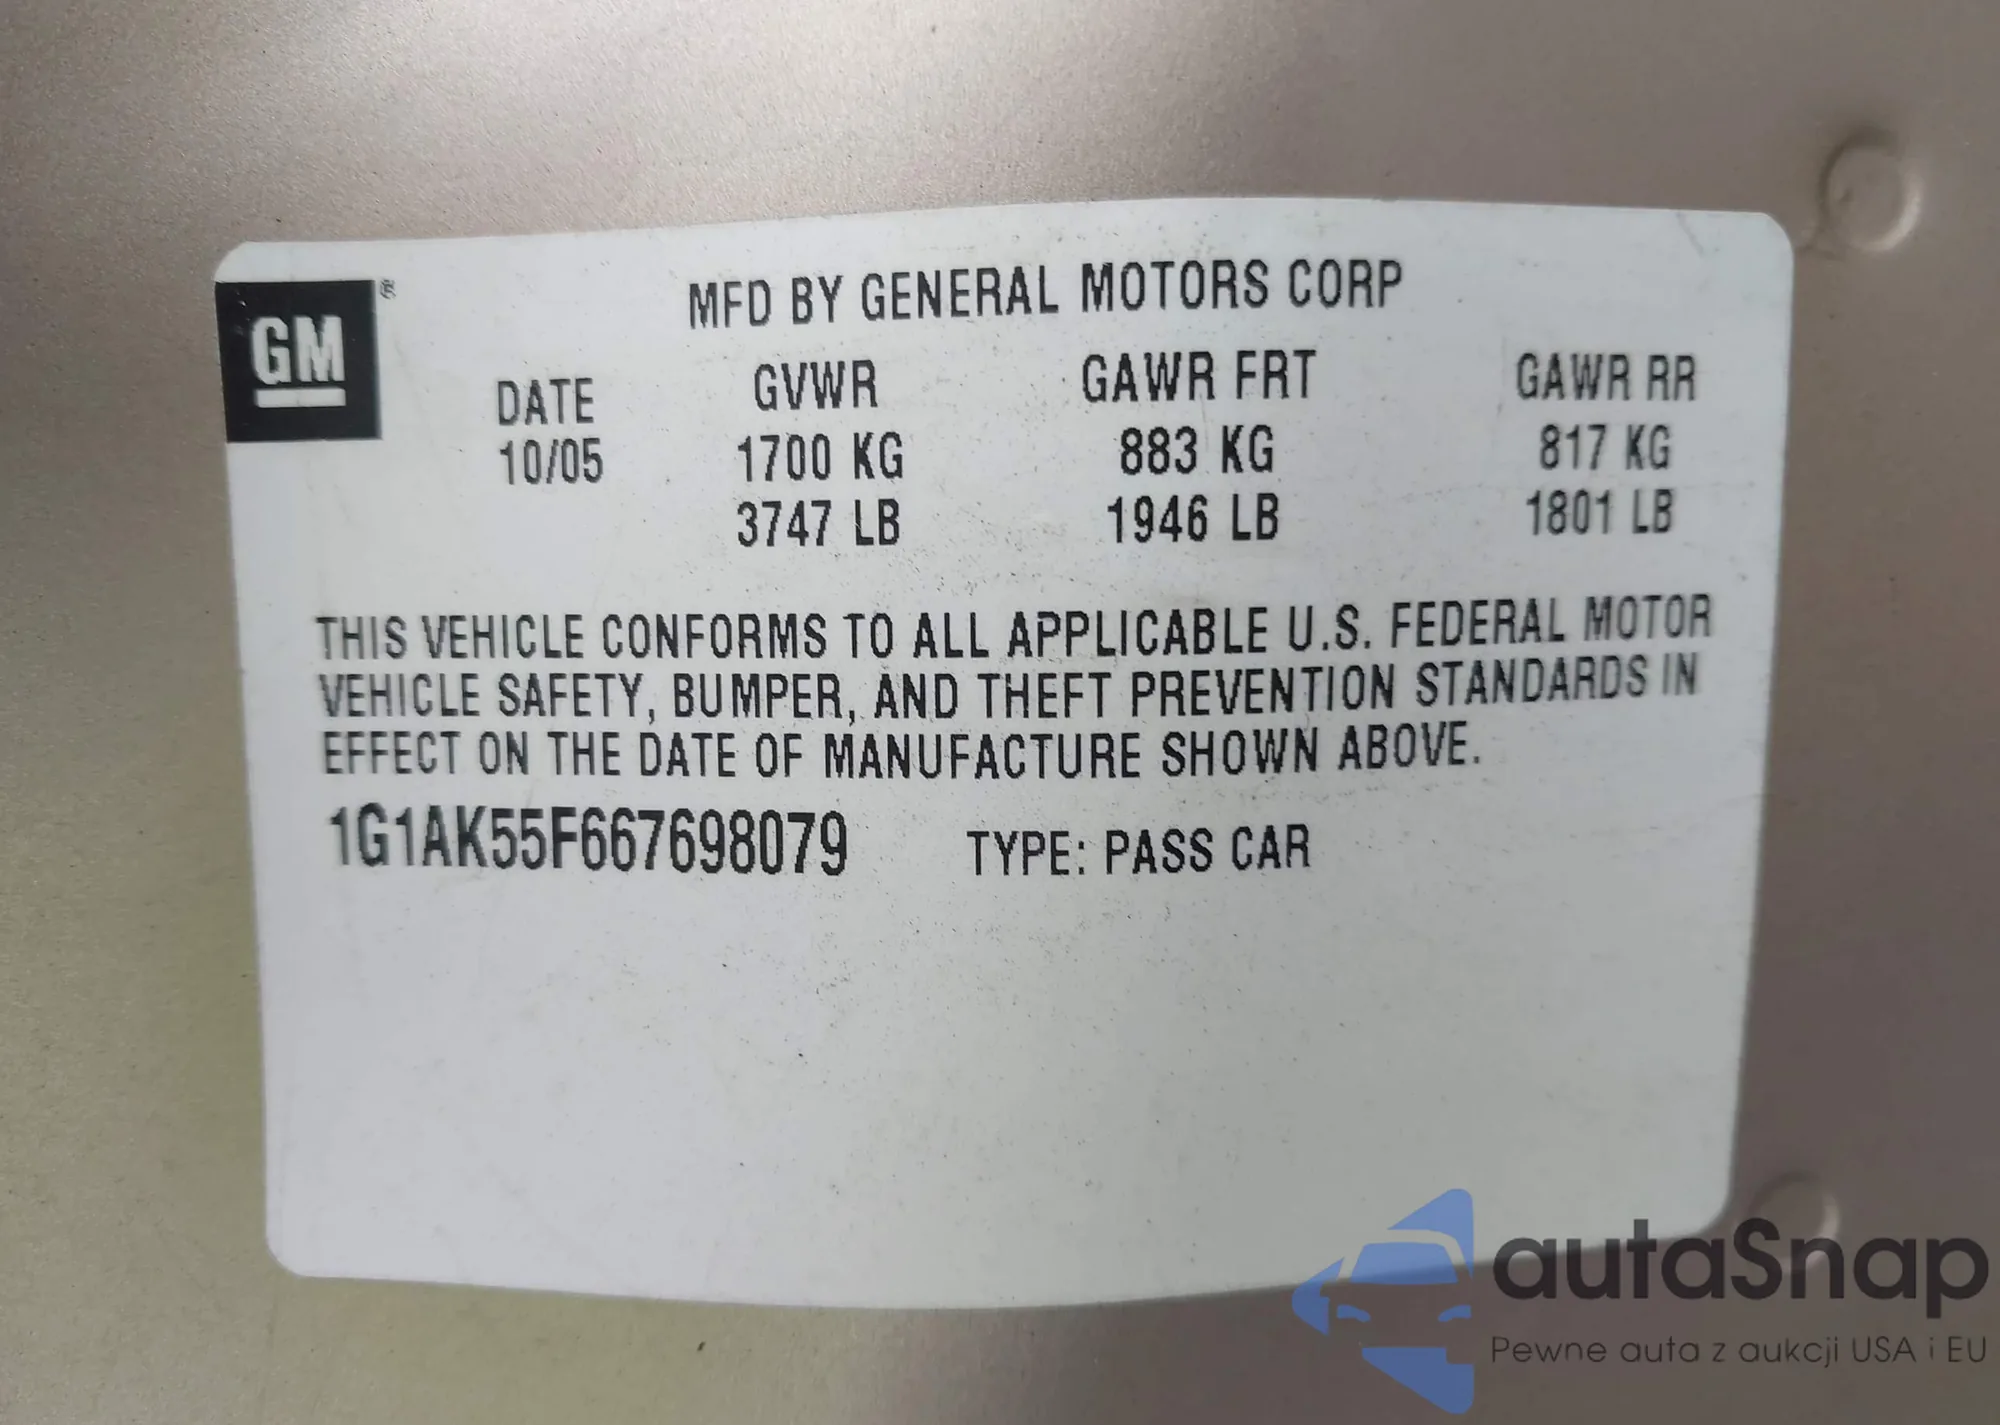 GM ®
MFD BY GENERAL MOTORS CORP
DATE GVWR GAWR FRT GAWR RR
10/05 1700 KG 883 KG 817 KG
3747 LB 1946 LB 1801 LB
THIS VEHICLE CONFORMS TO ALL APPLICABLE U.S. FEDERAL MOTOR
VEHICLE SAFETY, BUMPER, AND THEFT PREVENTION STANDARDS IN
EFFECT ON THE DATE OF MANUFACTURE SHOWN ABOVE.
1G1AK55F667698079 TYPE: PASS CAR
autaSnap
Pewne auta z aukcji USA i EU